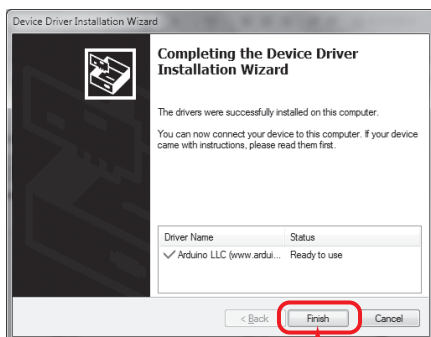 Device Driver Installation Wizard
Completing the Device Driver
Installation Wizard
The drivers were successfully installed on this computer.
You can now connect your device to this computer. If your device
came with instructions, please read them first.
Driver Name Status
Arduino LLC (www.ardui... Ready to use
< Back Finish Cancel